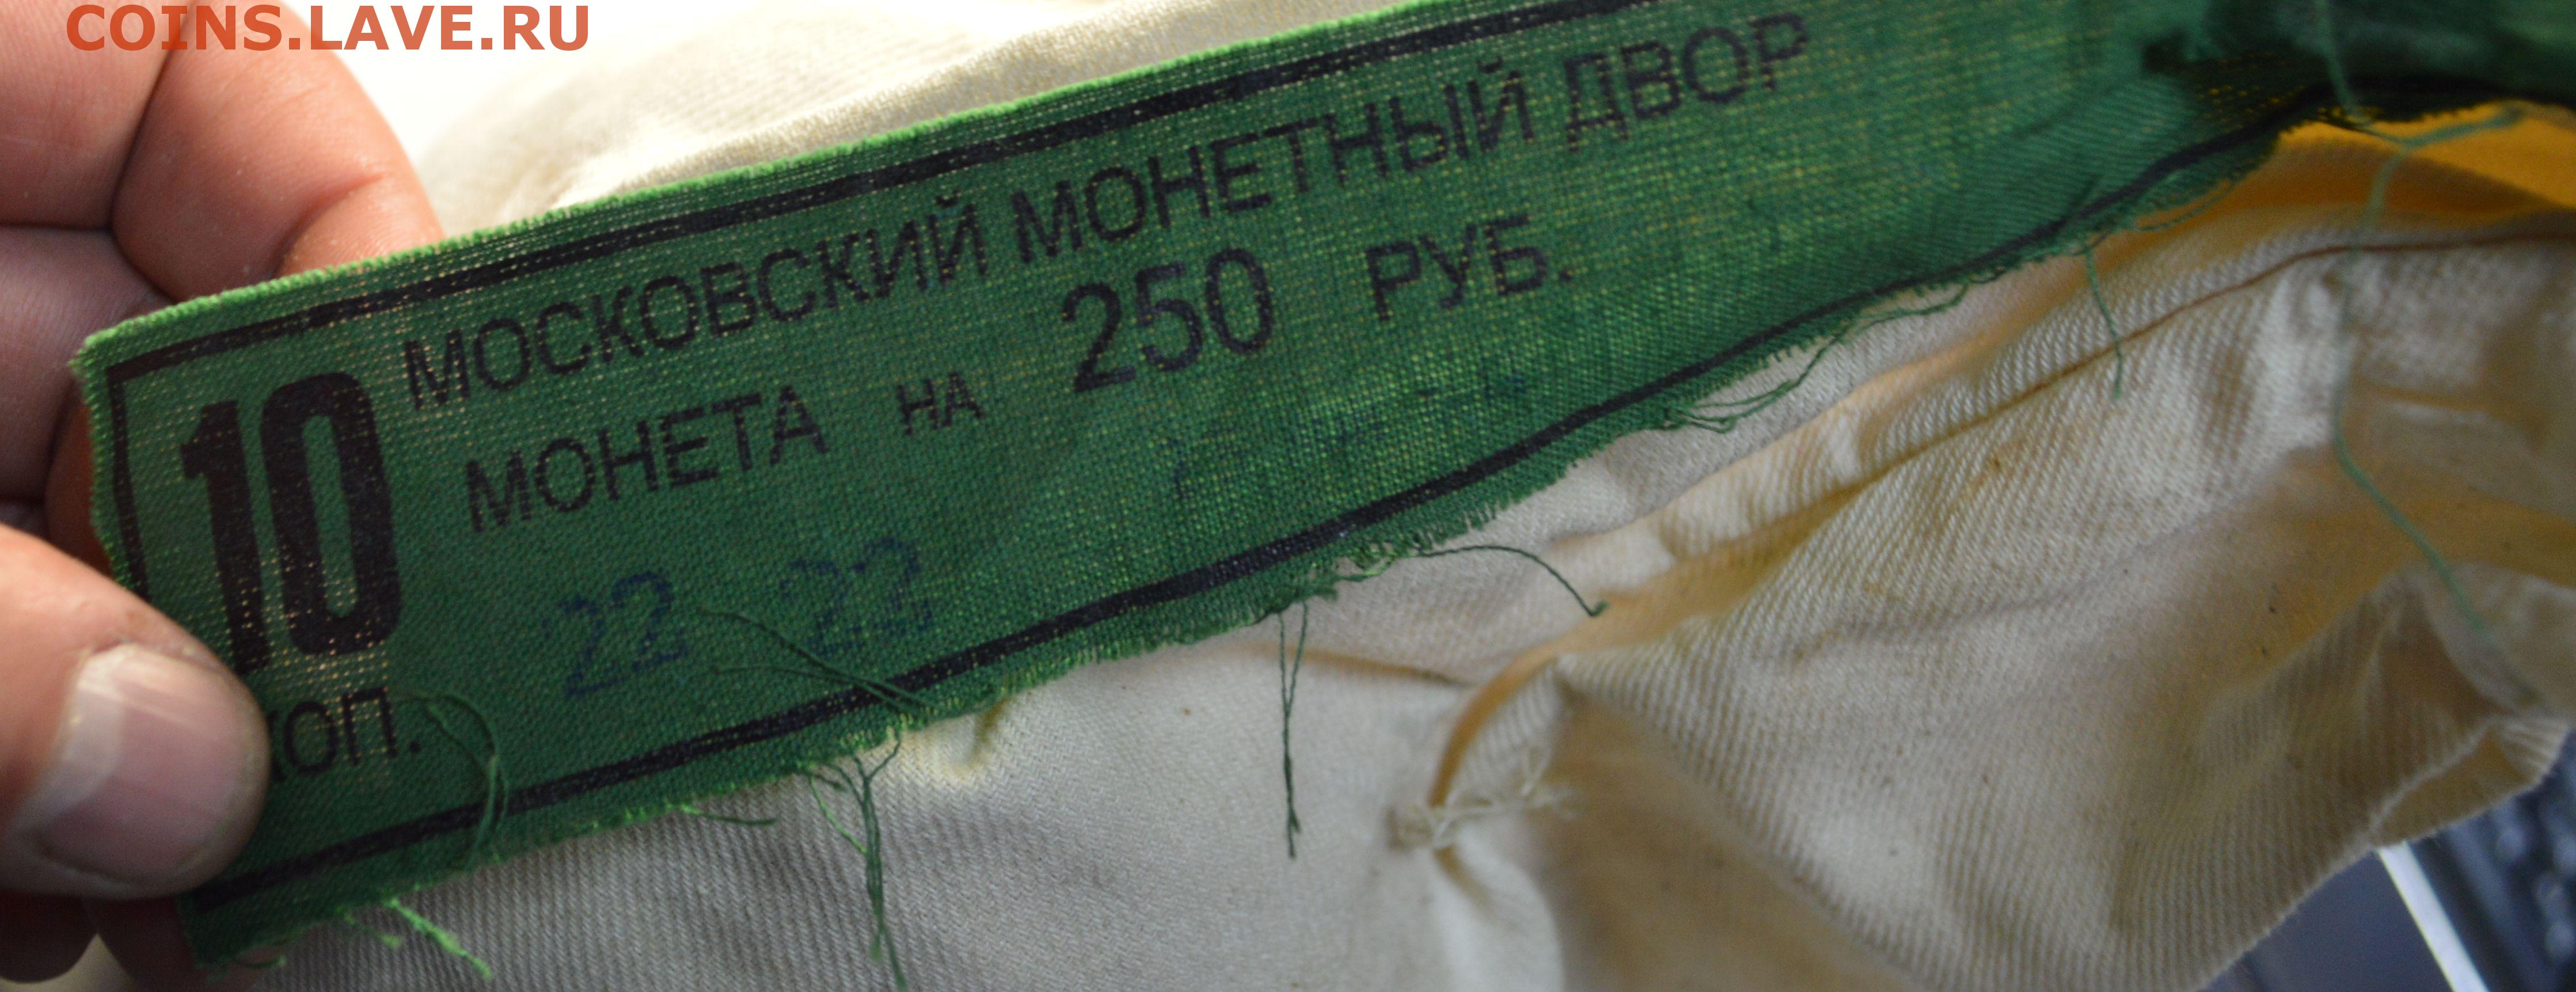 COINS.LAVE.RU
МОСКОВСКИЙ МОНЕТНЫЙ ДВОР
10 МОНЕТА НА 250 РУБ.
КОП.
22 22